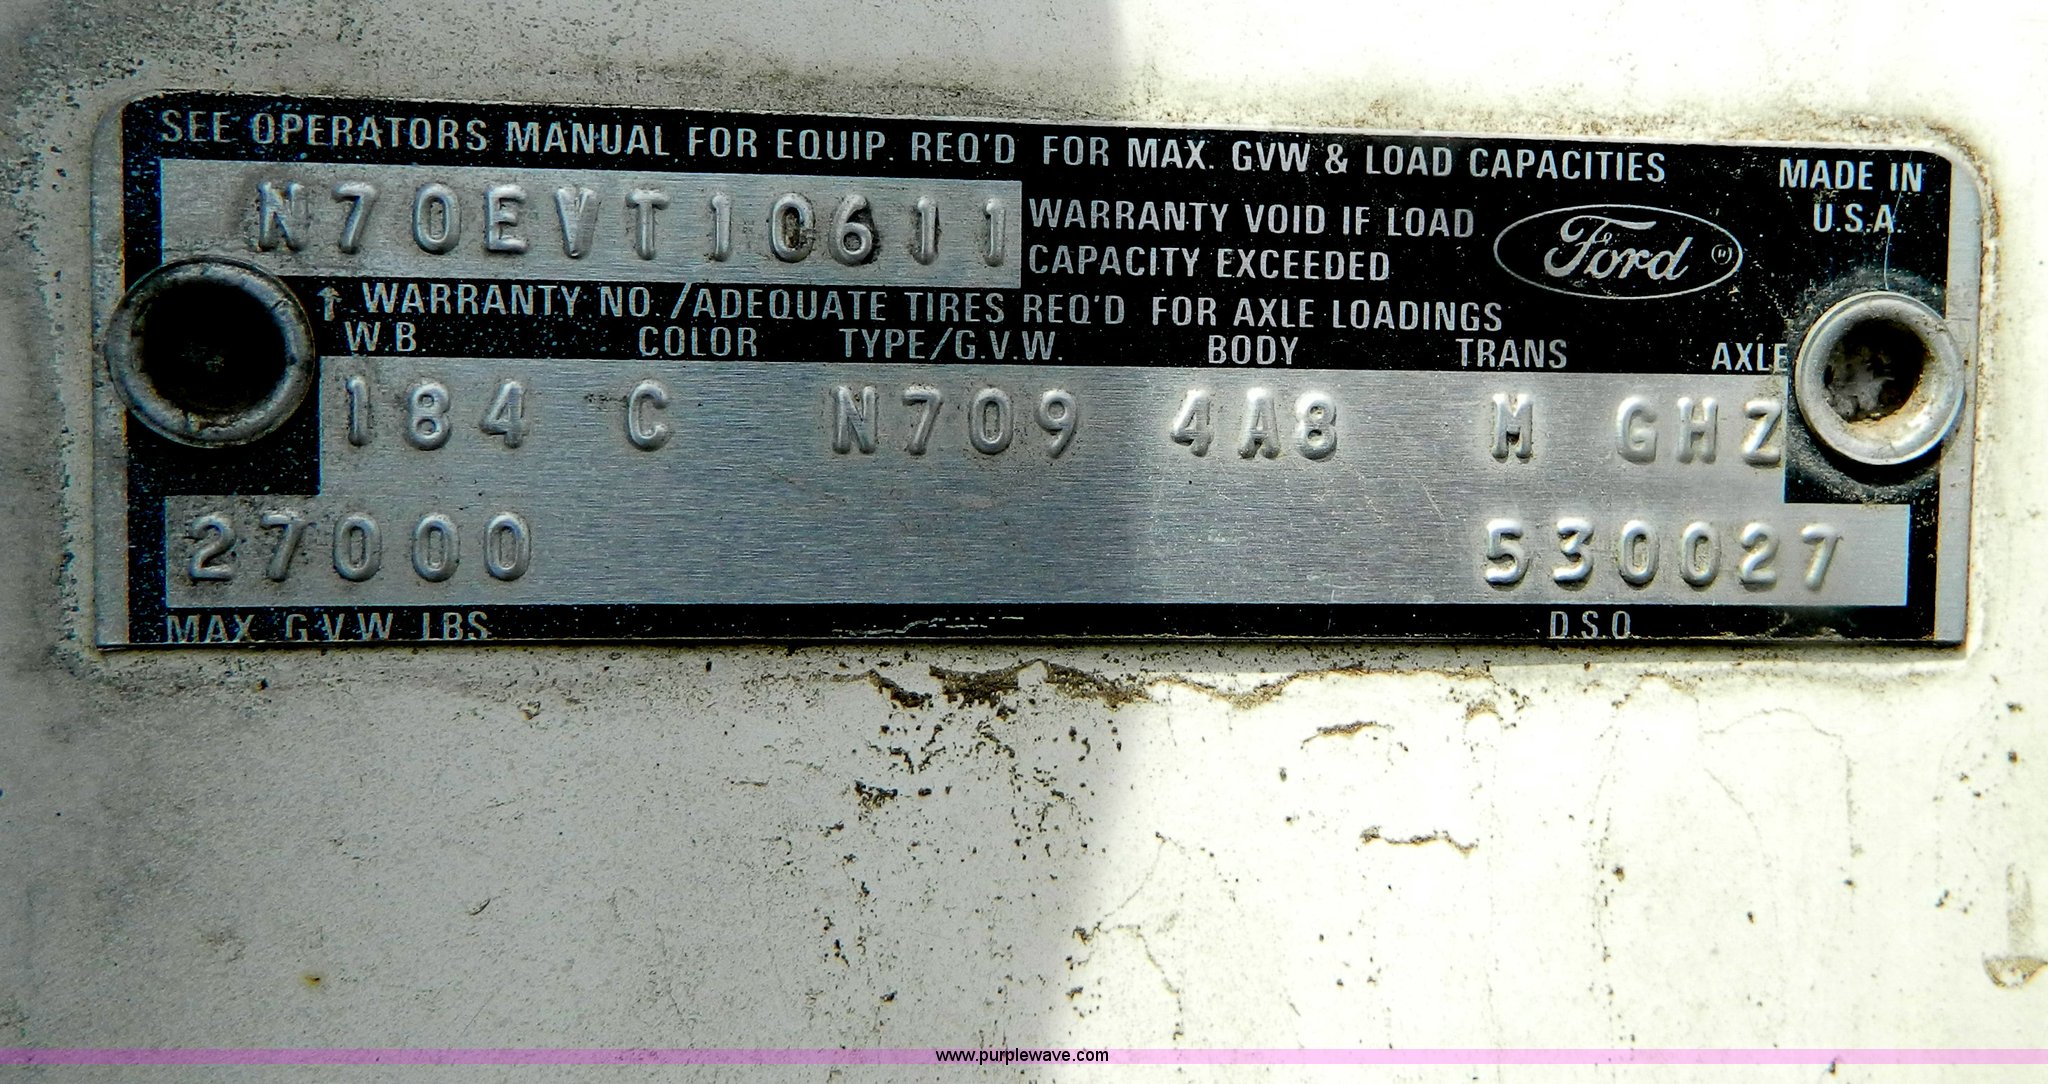 SEE OPERATORS MANUAL FOR EQUIP. REQ'D FOR MAX. GVW & LOAD CAPACITIES
MADE IN
U.S.A.
N70EVT10611
WARRANTY VOID IF LOAD
CAPACITY EXCEEDED
Ford
↑ WARRANTY NO./ADEQUATE TIRES REQ'D FOR AXLE LOADINGS
W.B. COLOR TYPE/G.V.W. BODY TRANS AXLE
184 C N709 4A8 M GHZ
27000 530027
MAX. G.V.W. LBS. D.S.O.
www.purplewave.com